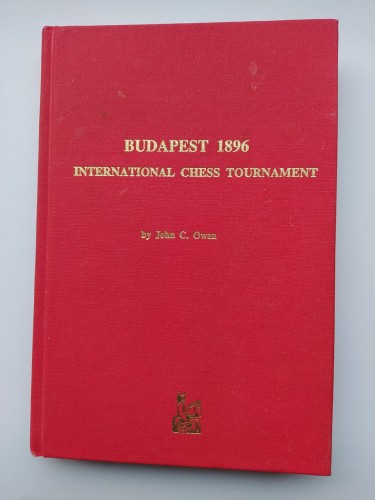 BUDAPEST 1896
INTERNATIONAL CHESS TOURNAMENT
by John C. Owen